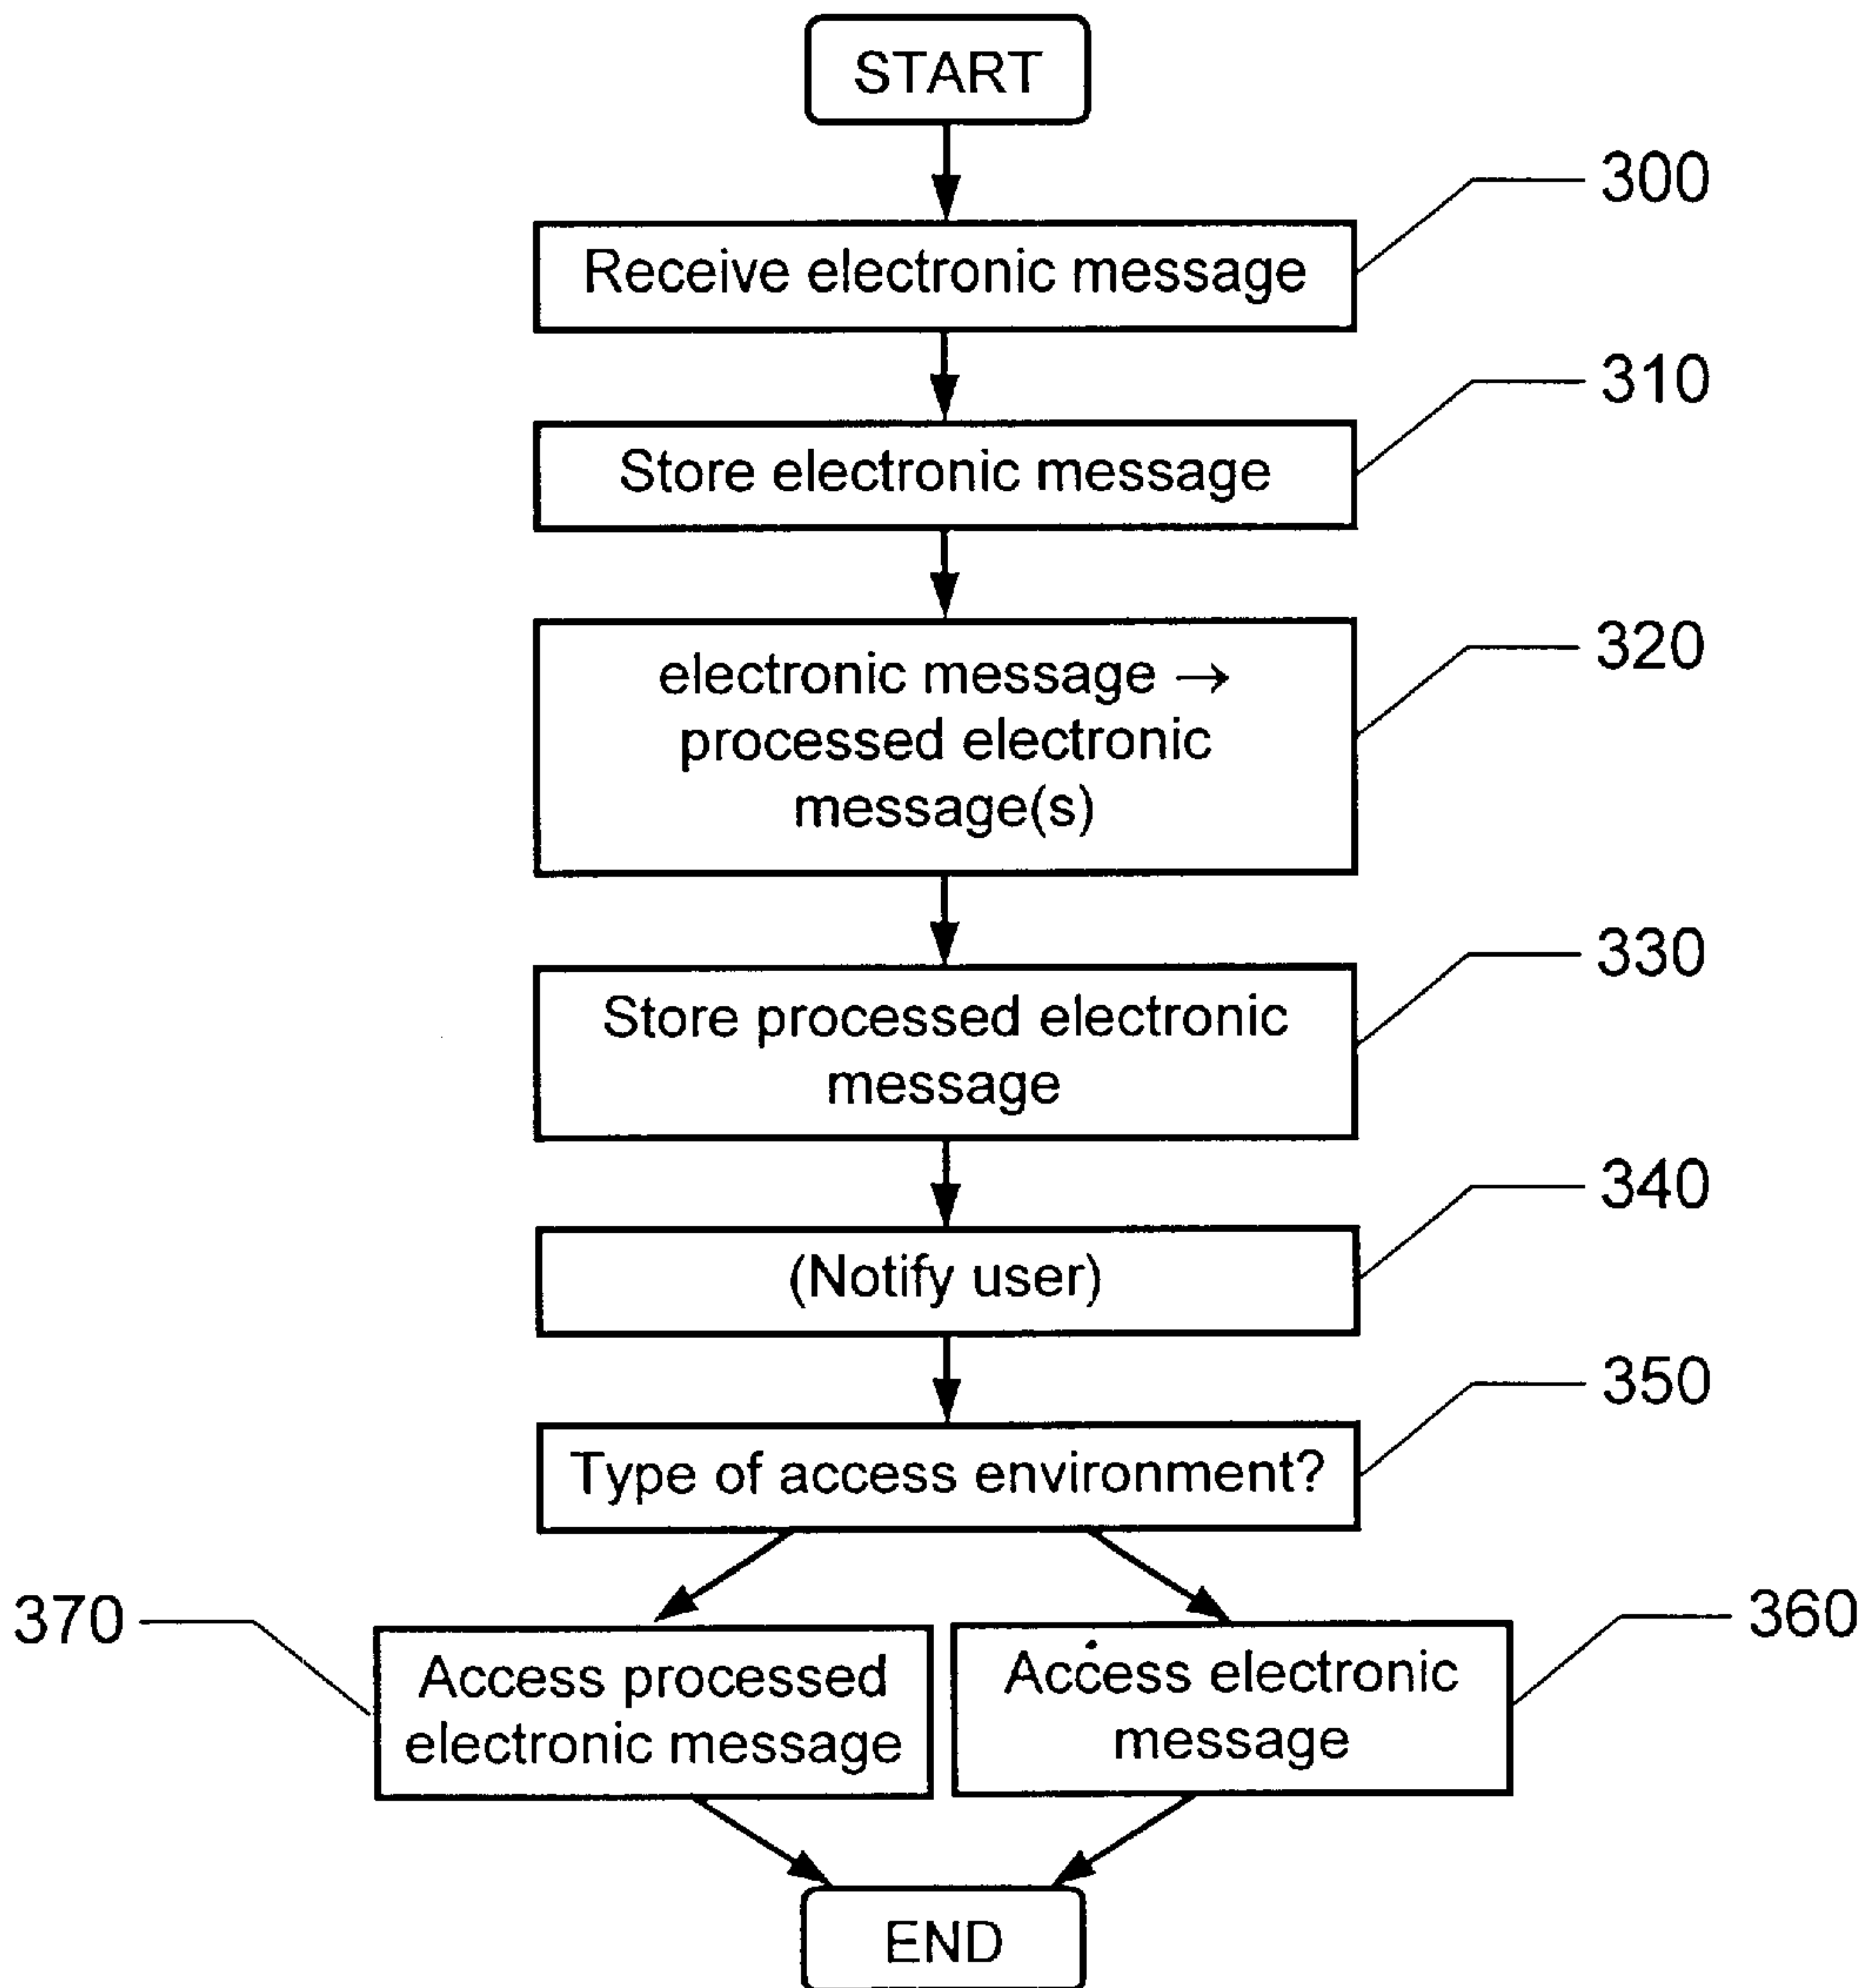 START
300
Receive electronic message
310
Store electronic message
320
electronic message →
processed electronic
message(s)
330
Store processed electronic
message
340
(Notify user)
350
Type of access environment?
370
Access processed
electronic message
360
Access electronic
message
END